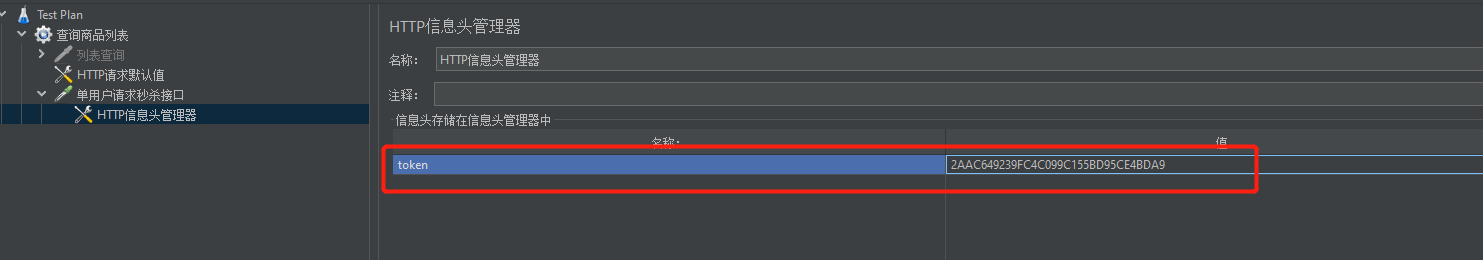 Test Plan
查询商品列表
列表查询
HTTP请求默认值
单用户请求秒杀接口
HTTP信息头管理器
HTTP信息头管理器
名称： HTTP信息头管理器
注释：
信息头存储在信息头管理器中
名称： 值
token 2AAC649239FC4C099C155BD95CE4BDA9